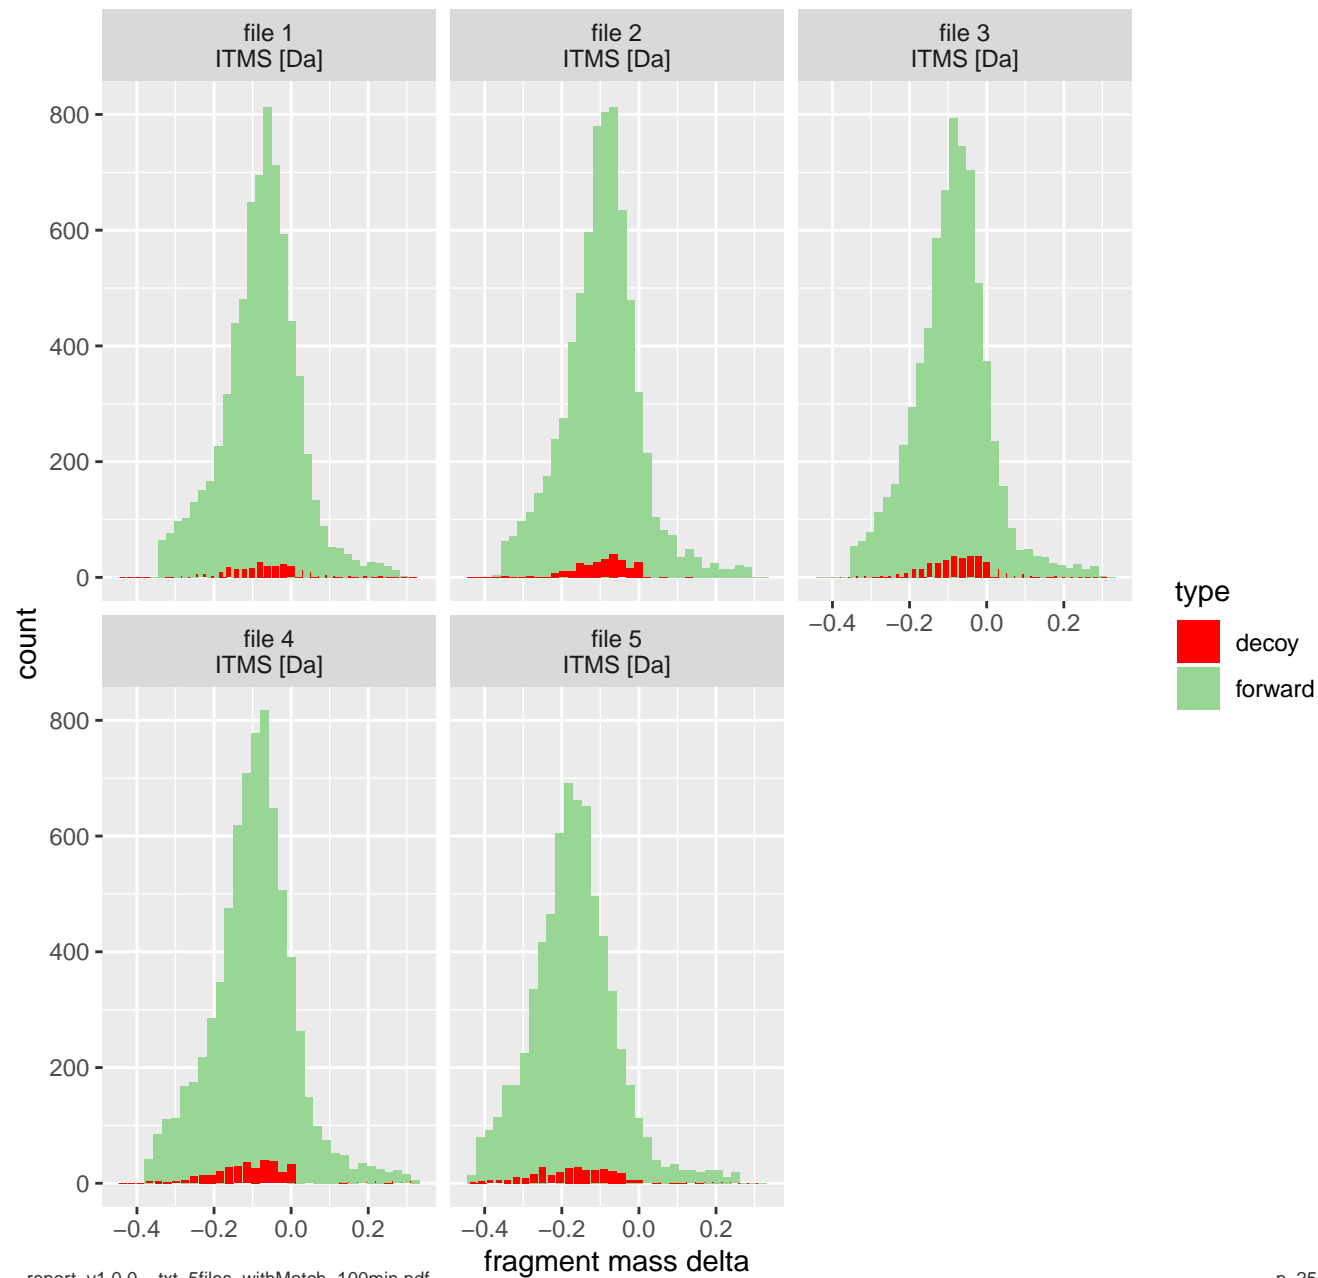 file 1
ITMS [Da]
file 2
ITMS [Da]
file 3
ITMS [Da]
800
600
400
200
0
−0.4 −0.2 0.0 0.2
file 4
ITMS [Da]
file 5
ITMS [Da]
800
600
400
200
0
−0.4 −0.2 0.0 0.2
−0.4 −0.2 0.0 0.2
count
fragment mass delta
type
decoy
forward